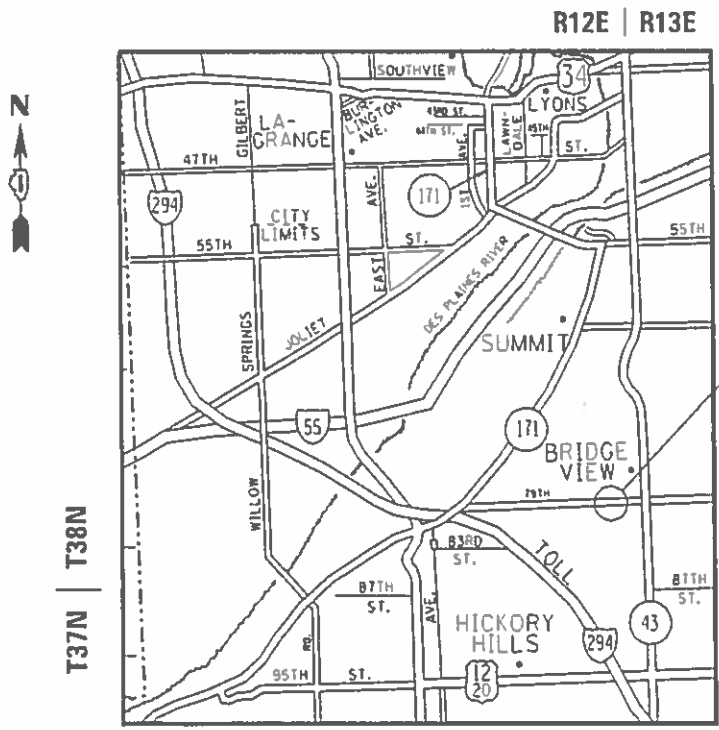 R12E | R13E
SOUTHVIEW
34
N
BUR-
LINGTON
AVE.
43RD ST.
LYONS
GILBERT
LA-
GRANGE
LAWN-
DALE
47TH
ST.
AVE.
AVE.
171
1ST
294
CITY
LIMITS
55TH
ST.
55TH
EAST
DES PLAINES RIVER
JOLIET
SPRINGS
SUMMIT
55
171
BRIDGE
VIEW
79TH
WILLOW
T37N | T38N
83RD
ST.
TOLL
87TH
ST.
87TH
ST.
AVE.
HICKORY
HILLS
43
294
RD.
95TH
ST.
12
20